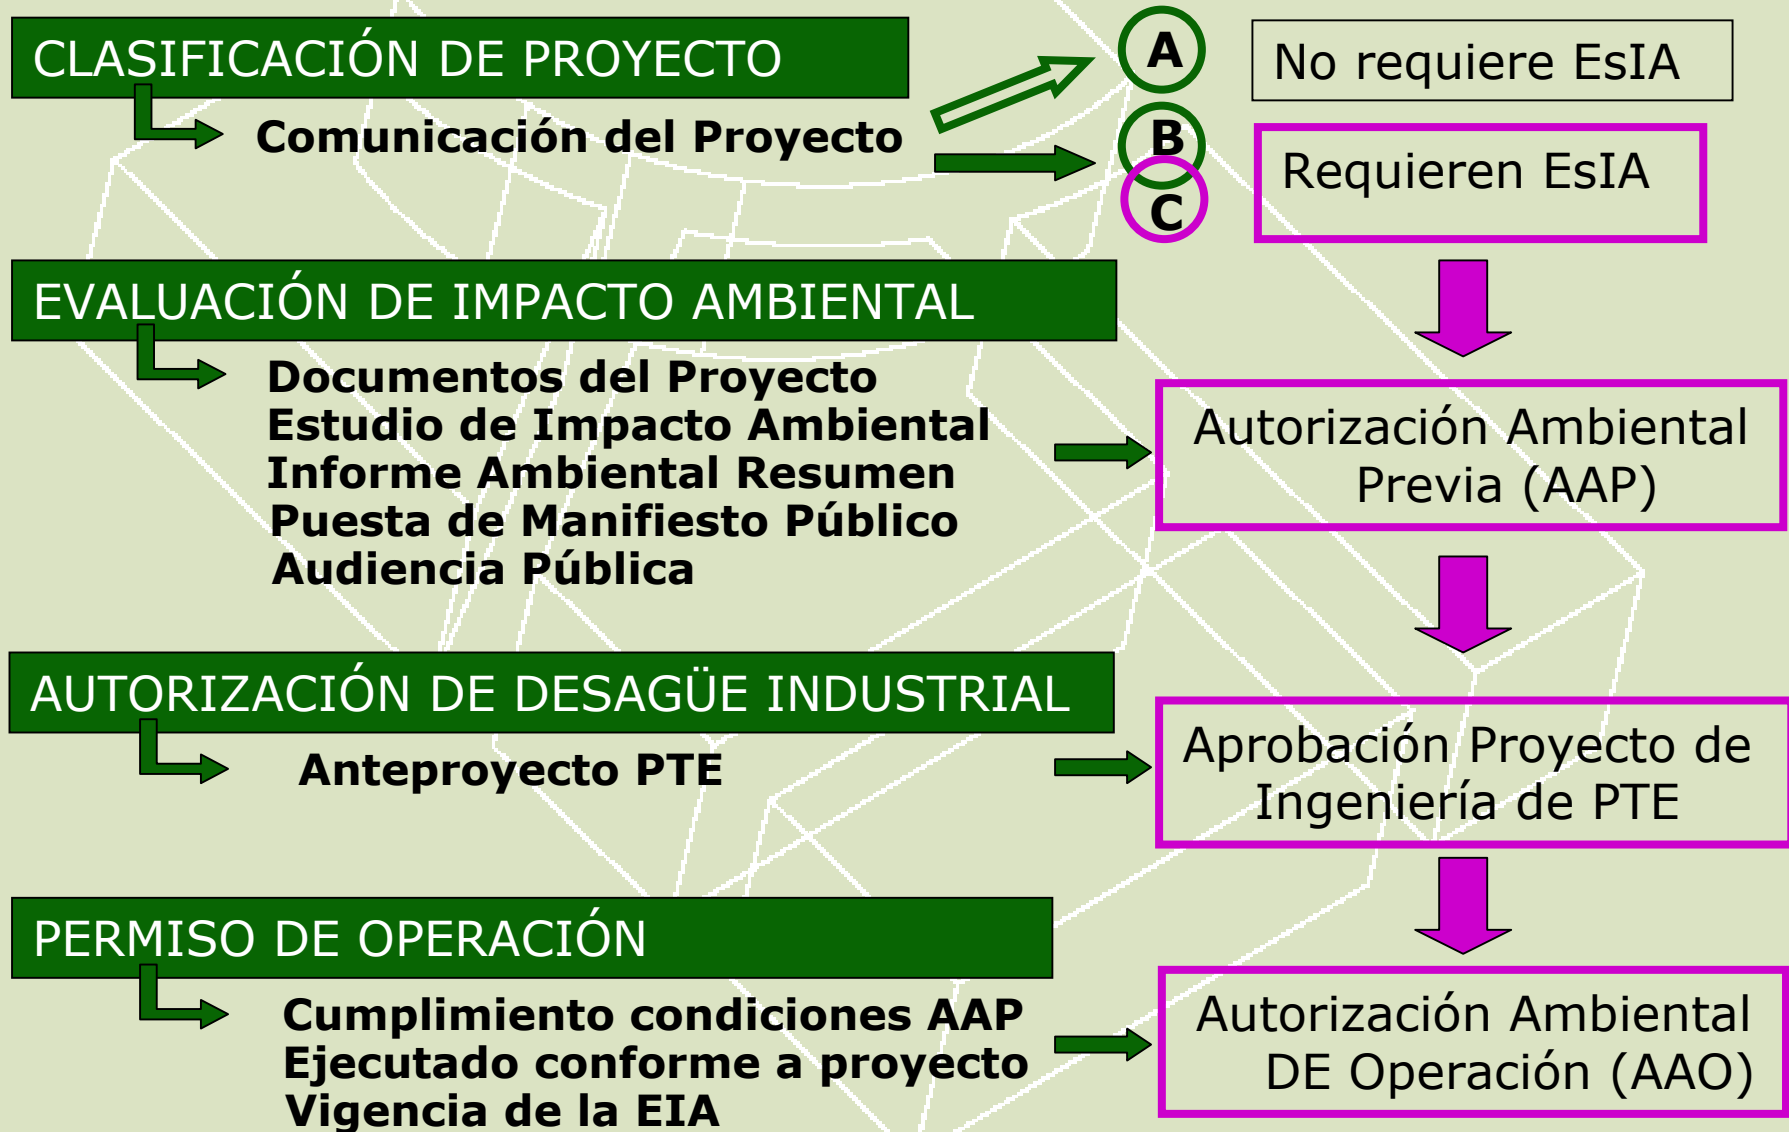 CLASIFICACIÓN DE PROYECTO
Comunicación del Proyecto
A
No requiere EsIA
B
C
Requieren EsIA
EVALUACIÓN DE IMPACTO AMBIENTAL
Documentos del Proyecto
Estudio de Impacto Ambiental
Informe Ambiental Resumen
Puesta de Manifiesto Público
Audiencia Pública
Autorización Ambiental
Previa (AAP)
AUTORIZACIÓN DE DESAGÜE INDUSTRIAL
Anteproyecto PTE
Aprobación Proyecto de
Ingeniería de PTE
PERMISO DE OPERACIÓN
Cumplimiento condiciones AAP
Ejecutado conforme a proyecto
Vigencia de la EIA
Autorización Ambiental
DE Operación (AAO)